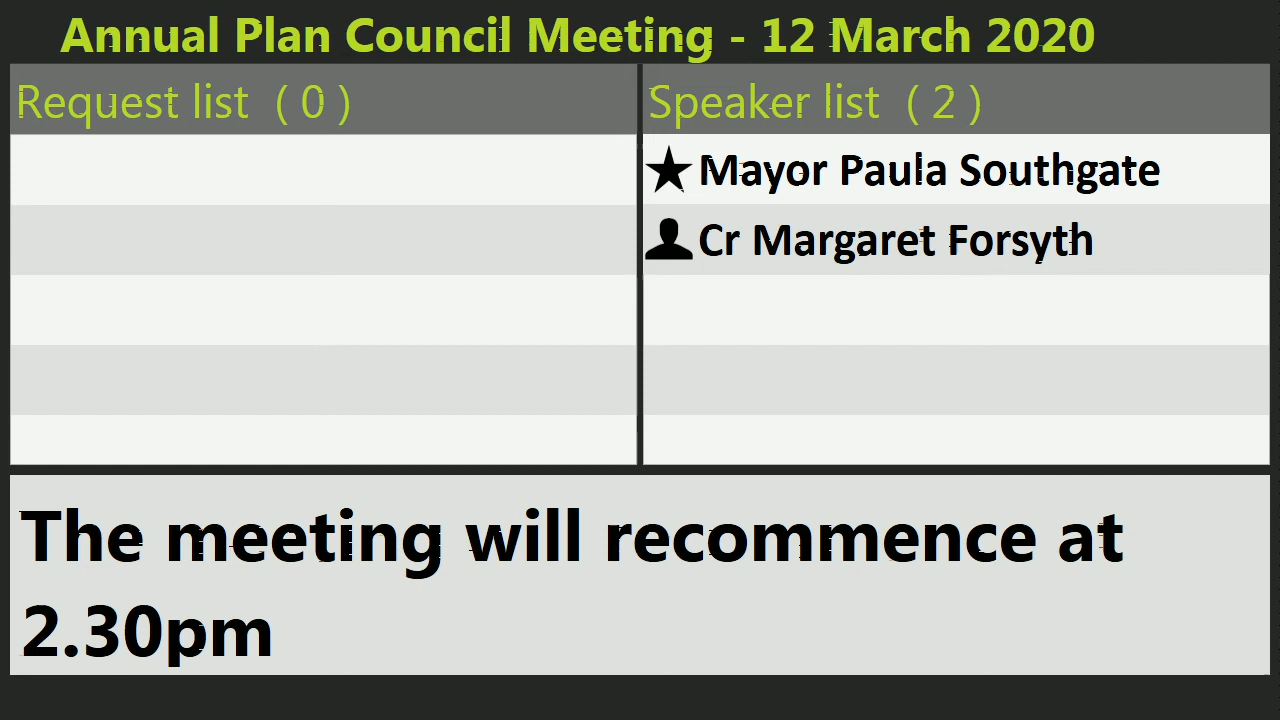 Annual Plan Council Meeting - 12 March 2020
Request list ( 0 )
Speaker list ( 2 )
Mayor Paula Southgate
Cr Margaret Forsyth
The meeting will recommence at
2.30pm